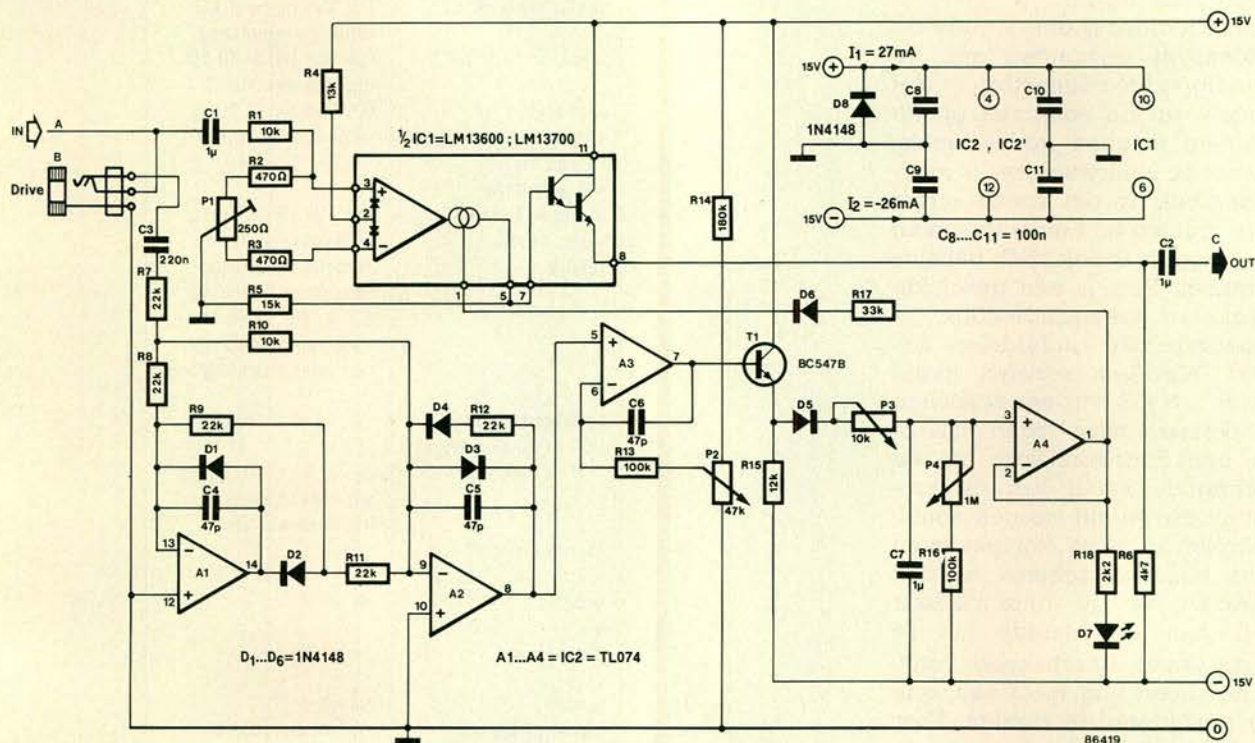 + 15V
R4
13k
½ IC1=LM13600 ; LM13700
IN A
C1
1µ
R1
10k
B
Drive
R2
470Ω
P1
250Ω
R3
470Ω
C3
220n
R7
22k
R5
15k
R10
10k
R8
22k
3 +
2
4 −
1
5
7
11
8
R14
180k
15V +
I1 = 27mA
D8
1N4148
C8
C9
4
12
IC2 , IC2'
C10
C11
10
6
IC1
15V −
I2 = -26mA
C8....C11 = 100n
C2
1µ
C
OUT
D6
R17
33k
R9
22k
D1
C4
47p
13 −
12 +
A1
14
D2
R11
22k
D4
R12
22k
D3
C5
47p
9 −
10 +
A2
8
5 +
6 −
A3
7
C6
47p
R13
100k
P2
47k
T1
BC547B
R15
12k
D5
P3
10k
P4
1M
C7
1µ
R16
100k
3 +
2 −
A4
1
R18
2k2
R6
4k7
D7
D1...D6=1N4148
A1...A4 = IC2 = TL074
− 15V
0
86419